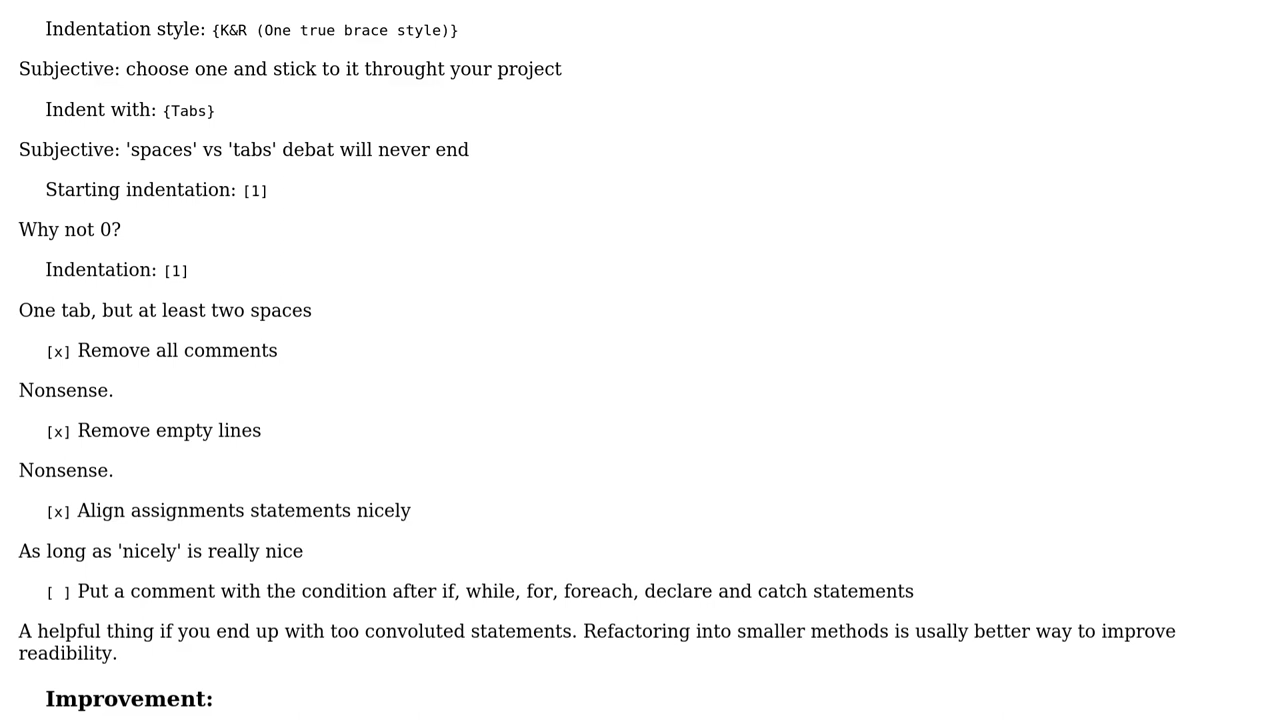 Indentation style: {K&R (One true brace style)}
Subjective: choose one and stick to it throught your project
Indent with: {Tabs}
Subjective: 'spaces' vs 'tabs' debat will never end
Starting indentation: [1]
Why not 0?
Indentation: [1]
One tab, but at least two spaces
[x] Remove all comments
Nonsense.
[x] Remove empty lines
Nonsense.
[x] Align assignments statements nicely
As long as 'nicely' is really nice
[ ] Put a comment with the condition after if, while, for, foreach, declare and catch statements
A helpful thing if you end up with too convoluted statements. Refactoring into smaller methods is usally better way to improve
readibility.
Improvement: